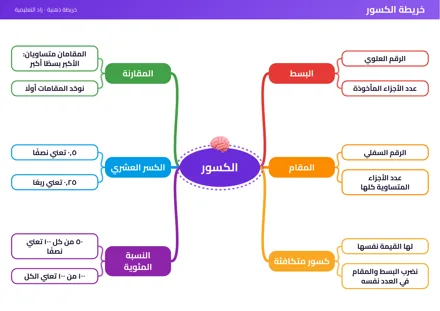 خريطة الكسور
خريطة ذهنية · زاد التعليمية
الكسور
البسط
الرقم العلوي
عدد الأجزاء المأخوذة
المقام
الرقم السفلي
عدد الأجزاء
المتساوية كلها
كسور متكافئة
لها القيمة نفسها
نضرب البسط والمقام
في العدد نفسه
المقارنة
المقامان متساويان:
الأكبر بسطًا أكبر
نوحّد المقامات أولًا
الكسر العشري
٠٫٥ تعني نصفًا
٠٫٢٥ تعني ربعًا
النسبة
المئوية
٥٠ من كل ١٠٠ تعني
نصفًا
١٠٠ من ١٠٠ تعني الكل